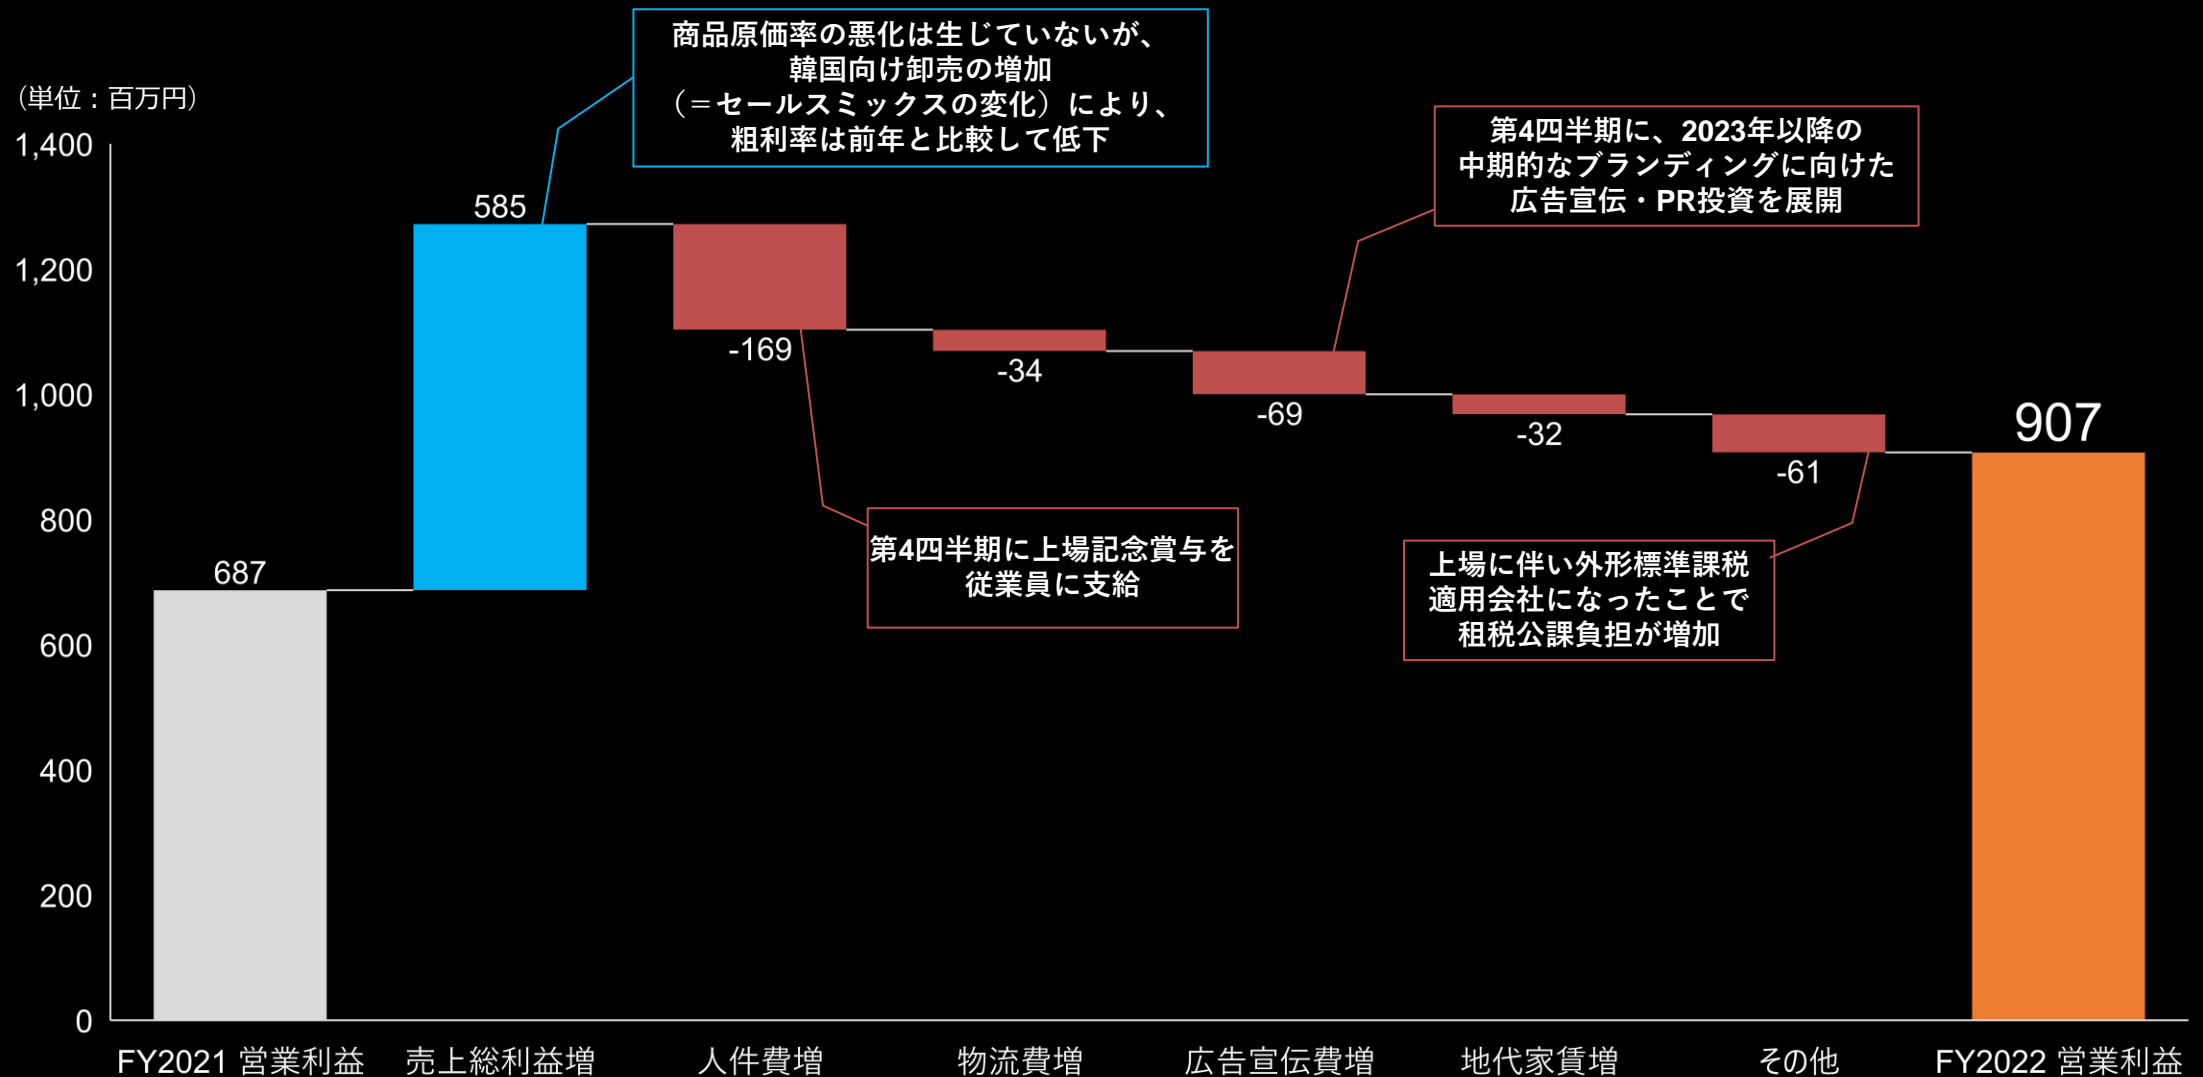 商品原価率の悪化は生じていないが、
韓国向け卸売の増加
（＝セールスミックスの変化）により、
粗利率は前年と比較して低下
（単位：百万円）
第4四半期に、2023年以降の
中期的なブランディングに向けた
広告宣伝・PR投資を展開
1,400
1,200
1,000
800
600
400
200
0
687
585
-169
-34
-69
-32
-61
907
第4四半期に上場記念賞与を
従業員に支給
上場に伴い外形標準課税
適用会社になったことで
租税公課負担が増加
FY2021 営業利益
売上総利益増
人件費増
物流費増
広告宣伝費増
地代家賃増
その他
FY2022 営業利益